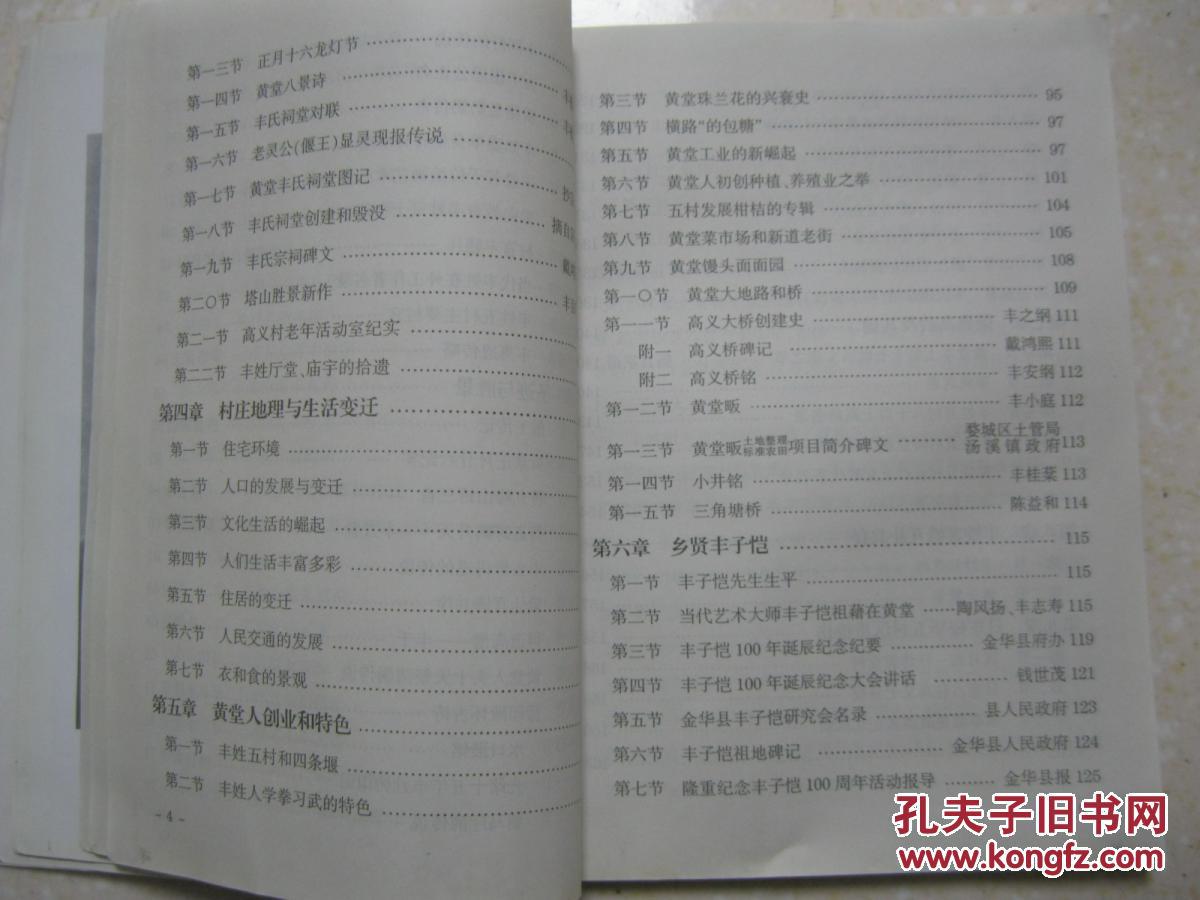 第一三节 正月十六龙灯节
第一四节 黄堂八景诗
第一五节 丰氏祠堂对联
第一六节 老灵公(偃王)显灵现报传说
第一七节 黄堂丰氏祠堂图记
第一八节 丰氏祠堂创建和毁没 摘自
第一九节 丰氏宗祠碑文
第二〇节 塔山胜景新作
第二一节 高义村老年活动室纪实
第二二节 丰姓厅堂、庙宇的拾遗
第四章 村庄地理与生活变迁
第一节 住宅环境
第二节 人口的发展与变迁
第三节 文化生活的崛起
第四节 人们生活丰富多彩
第五节 住居的变迁
第六节 人民交通的发展
第七节 衣和食的景观
第五章 黄堂人创业和特色
第一节 丰姓五村和四条堰
第二节 丰姓人学拳习武的特色
- 4 -
第三节 黄堂珠兰花的兴衰史 95
第四节 横路“的包糖” 97
第五节 黄堂工业的新崛起 97
第六节 黄堂人初创种植、养殖业之举 101
第七节 五村发展柑桔的专辑 104
第八节 黄堂菜市场和新道老街 105
第九节 黄堂馒头面面园 108
第一〇节 黄堂大地路和桥 109
第一一节 高义大桥创建史 丰之纲 111
附一 高义桥碑记 戴鸿熙 111
附二 高义桥铭 丰安纲 112
第一二节 黄堂畈 丰小庭 112
第一三节 黄堂畈土地整理标准农田项目简介碑文 婺城区土管局汤溪镇政府 113
第一四节 小井铭 丰桂棻 113
第一五节 三角塘桥 陈益和 114
第六章 乡贤丰子恺 115
第一节 丰子恺先生生平 115
第二节 当代艺术大师丰子恺祖藉在黄堂 陶风扬、丰志寿 115
第三节 丰子恺100年诞辰纪念纪要 金华县府办 119
第四节 丰子恺100年诞辰纪念大会讲话 钱世茂 121
第五节 金华县丰子恺研究会名录 县人民政府 123
第六节 丰子恺祖地碑记 金华县人民政府 124
第七节 隆重纪念丰子恺100周年活动报导 金华县报 125
孔夫子旧书网
www.kongfz.com